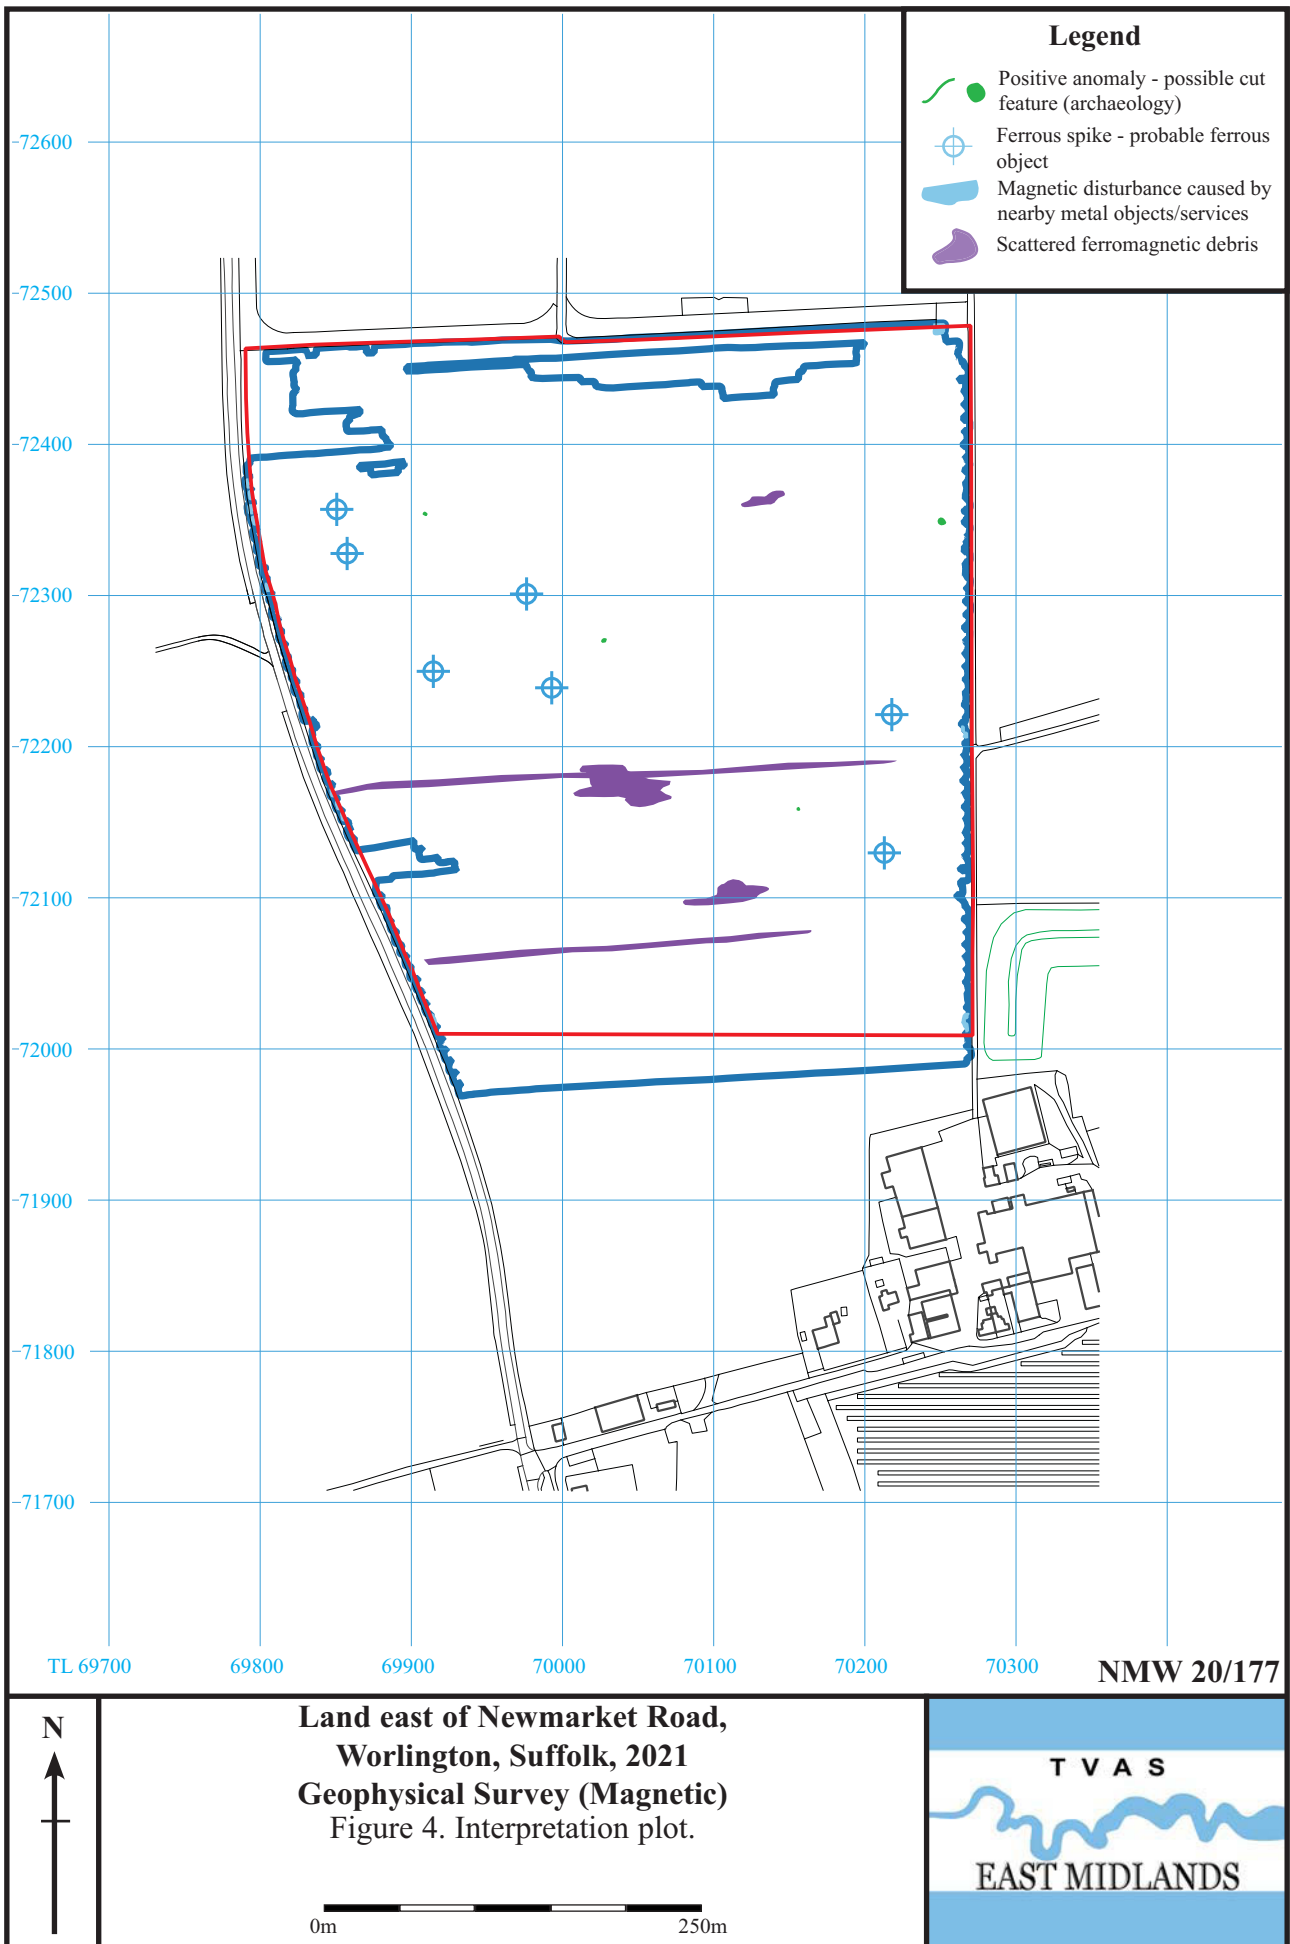 Legend
Positive anomaly - possible cut
feature (archaeology)
Ferrous spike - probable ferrous
object
Magnetic disturbance caused by
nearby metal objects/services
Scattered ferromagnetic debris
72600
72500
72400
72300
72200
72100
72000
71900
71800
71700
TL 69700 69800 69900 70000 70100 70200 70300
NMW 20/177
N
Land east of Newmarket Road,
Worlington, Suffolk, 2021
Geophysical Survey (Magnetic)
Figure 4. Interpretation plot.
0m 250m
T V A S
EAST MIDLANDS